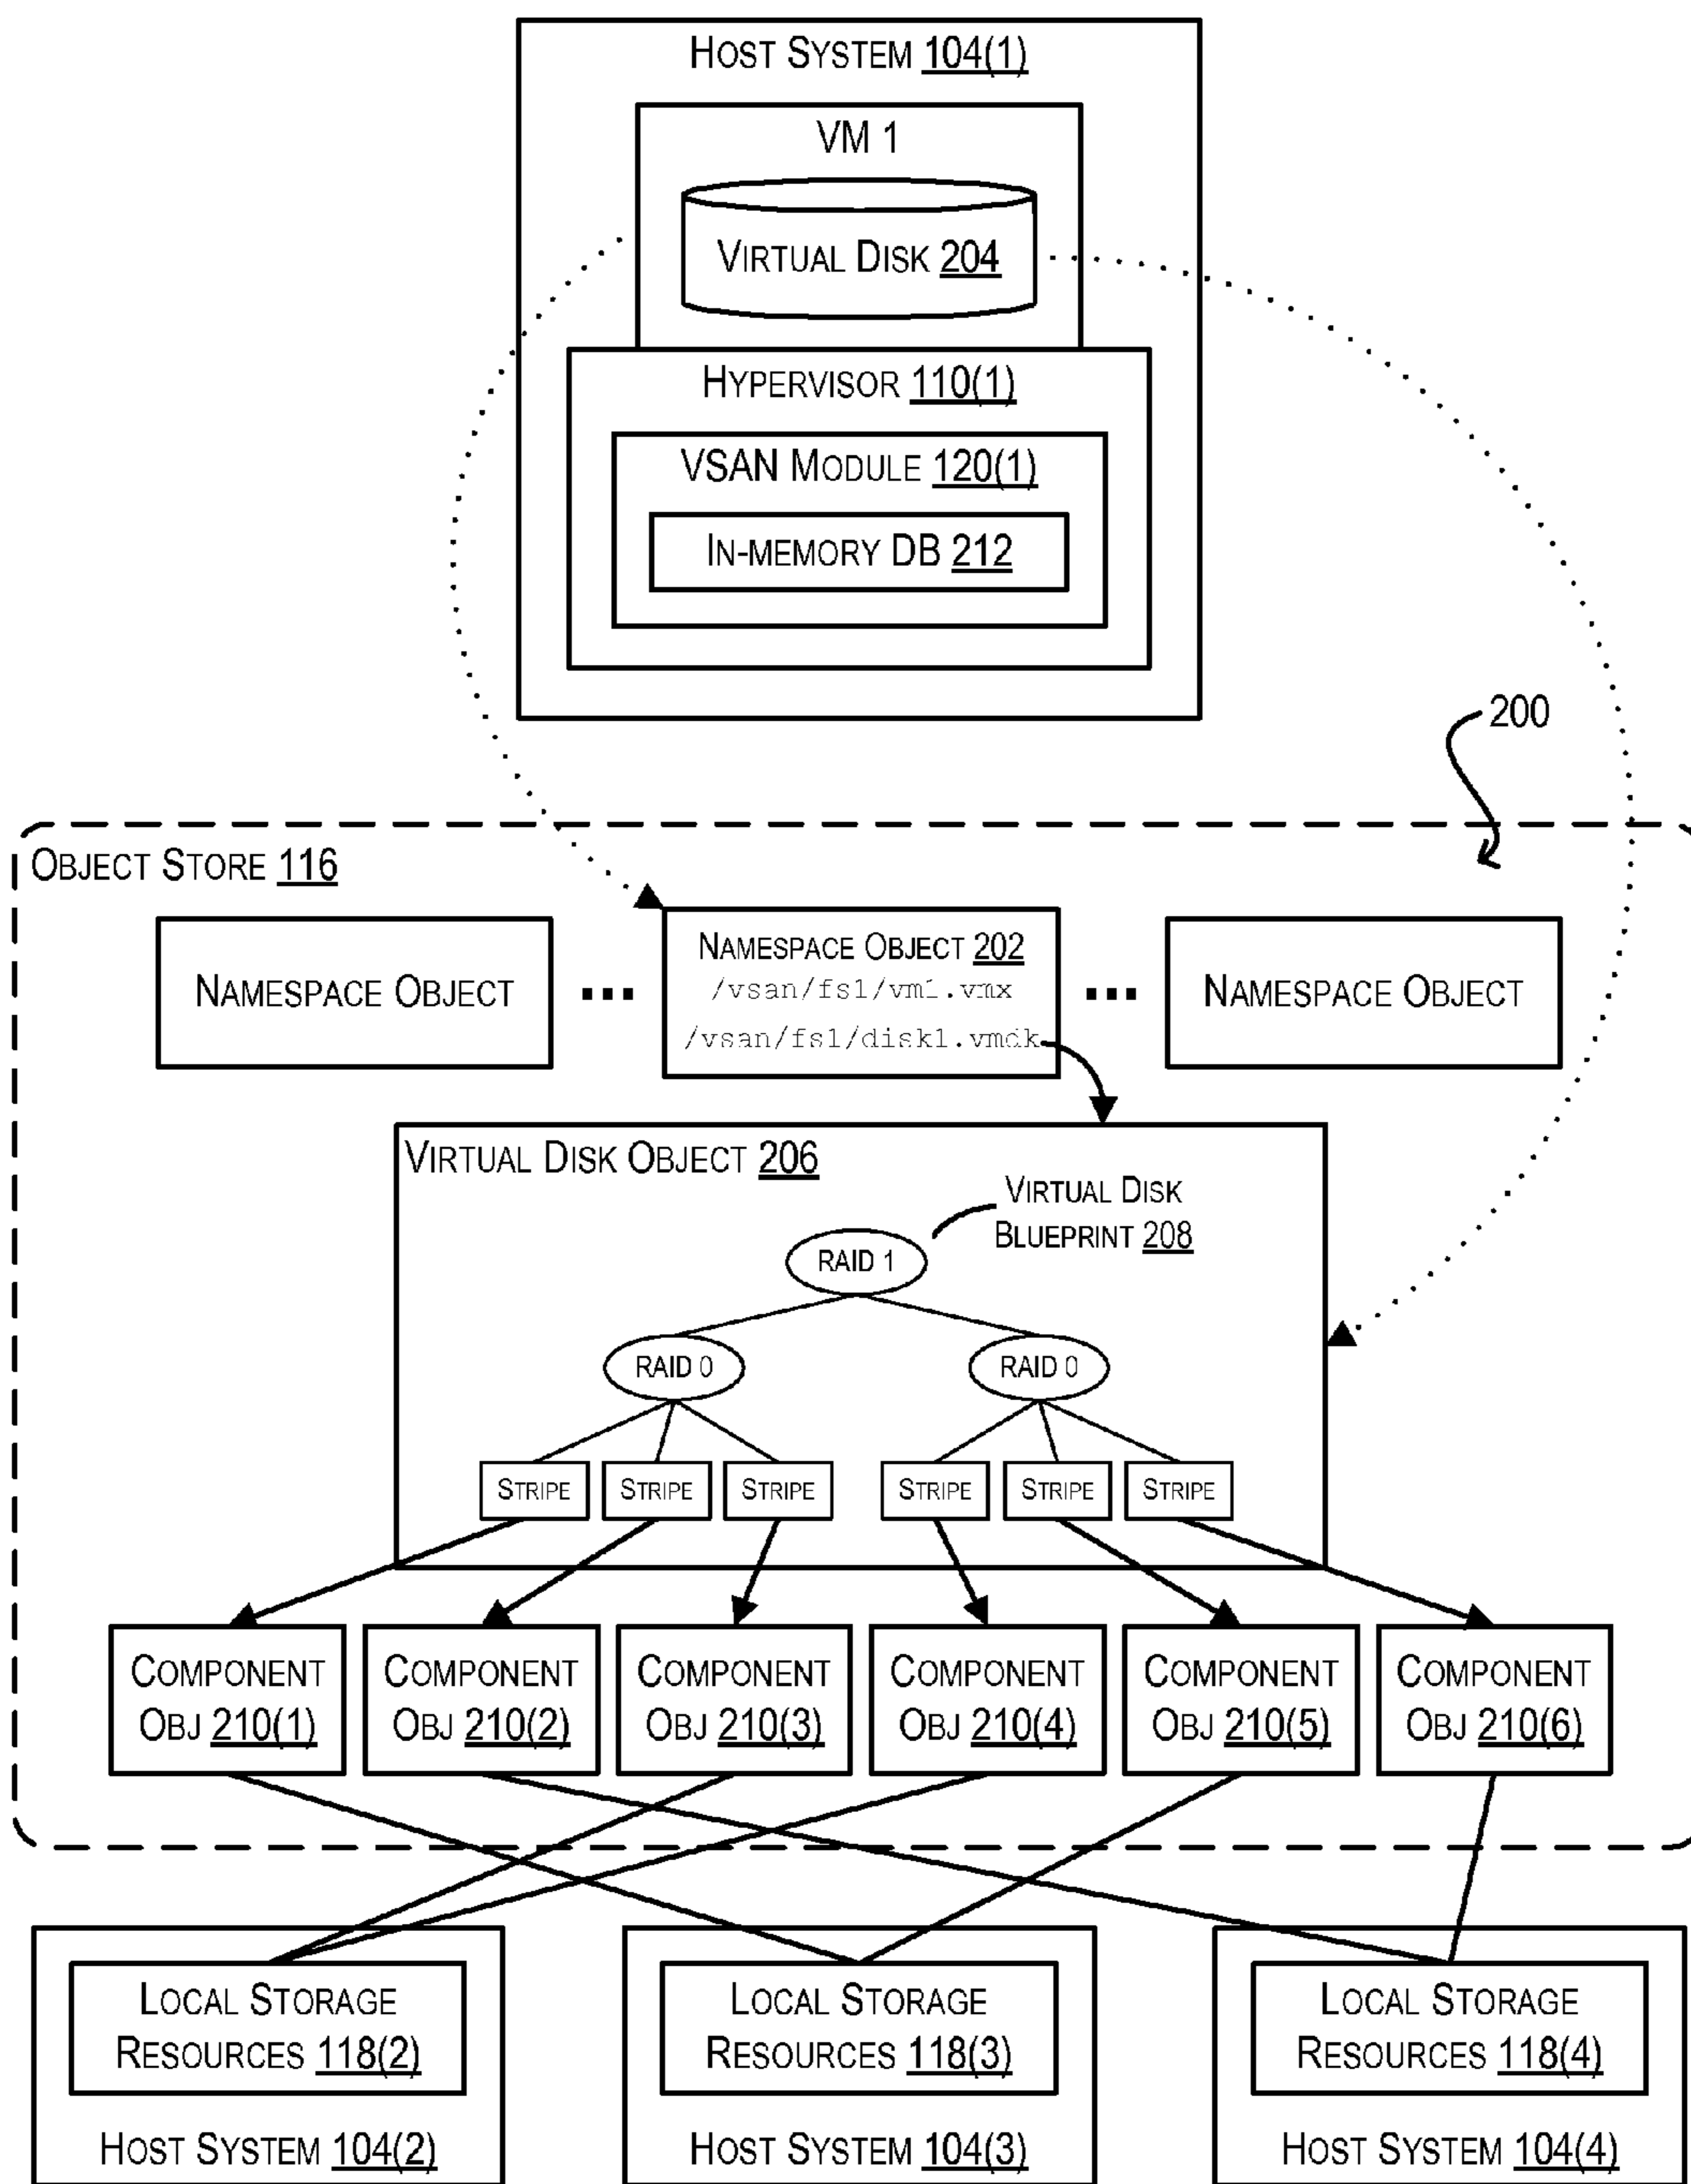 HOST SYSTEM 104(1)
VM 1
VIRTUAL DISK 204
HYPERVISOR 110(1)
VSAN MODULE 120(1)
IN-MEMORY DB 212
200
OBJECT STORE 116
NAMESPACE OBJECT
...
NAMESPACE OBJECT 202
/vsan/fs1/vm1.vmx
/vsan/fs1/disk1.vmdk
...
NAMESPACE OBJECT
VIRTUAL DISK OBJECT 206
VIRTUAL DISK
BLUEPRINT 208
RAID 1
RAID 0
RAID 0
STRIPE
STRIPE
STRIPE
STRIPE
STRIPE
STRIPE
COMPONENT
OBJ 210(1)
COMPONENT
OBJ 210(2)
COMPONENT
OBJ 210(3)
COMPONENT
OBJ 210(4)
COMPONENT
OBJ 210(5)
COMPONENT
OBJ 210(6)
LOCAL STORAGE
RESOURCES 118(2)
HOST SYSTEM 104(2)
LOCAL STORAGE
RESOURCES 118(3)
HOST SYSTEM 104(3)
LOCAL STORAGE
RESOURCES 118(4)
HOST SYSTEM 104(4)